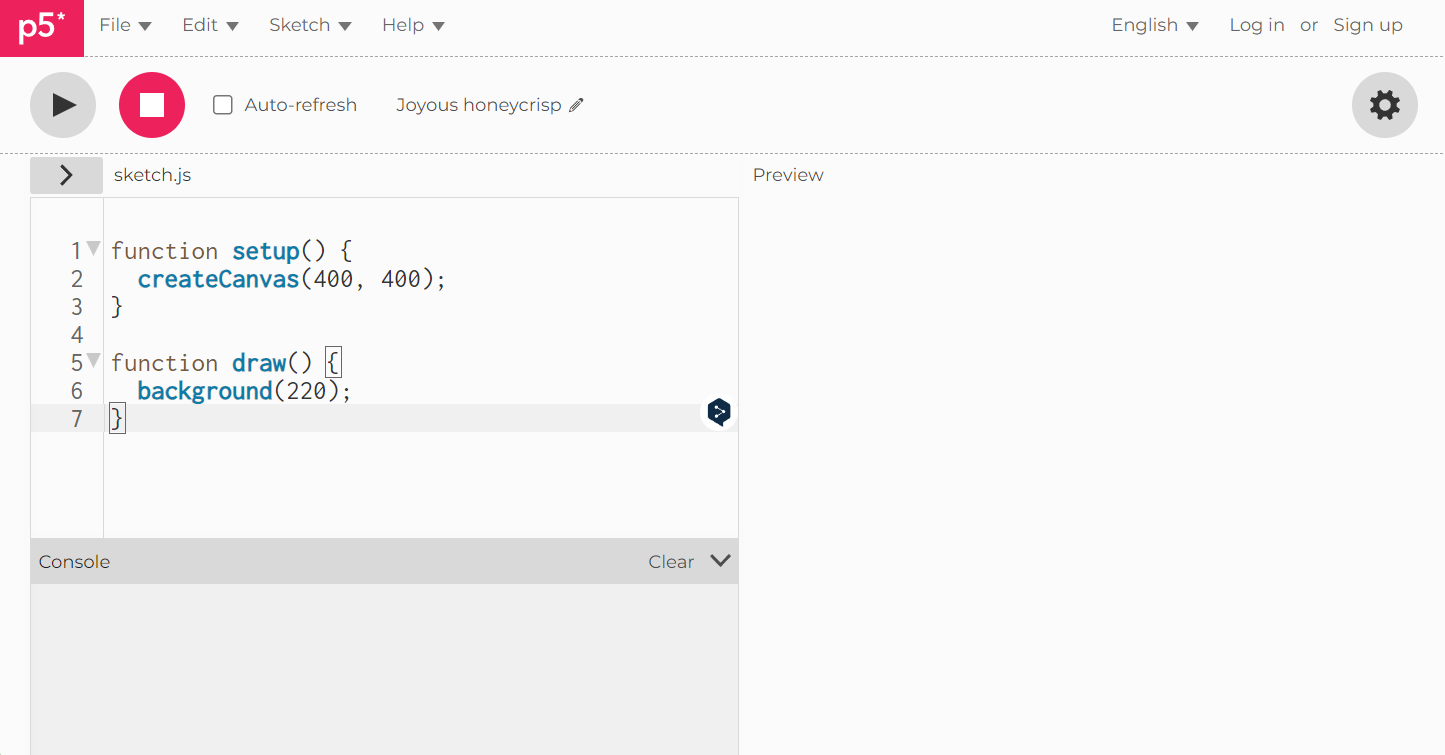 p5* File Edit Sketch Help English Log in or Sign up
Auto-refresh Joyous honeycrisp
sketch.js
Preview
1 function setup() {
2   createCanvas(400, 400);
3 }
4
5 function draw() {
6   background(220);
7 }
Console Clear